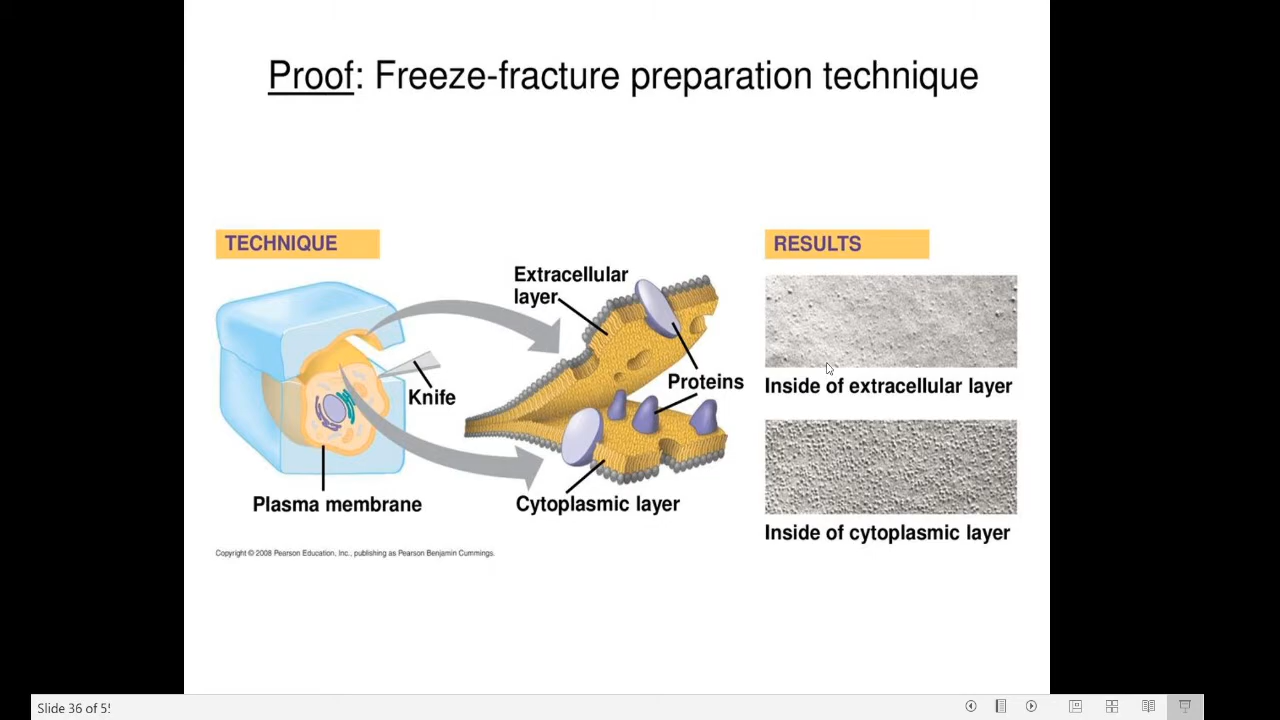 Proof: Freeze-fracture preparation technique
TECHNIQUE
Extracellular
layer
Proteins
Knife
Plasma membrane
Cytoplasmic layer
RESULTS
Inside of extracellular layer
Inside of cytoplasmic layer
Copyright © 2008 Pearson Education, Inc., publishing as Pearson Benjamin Cummings.
Slide 36 of 5!